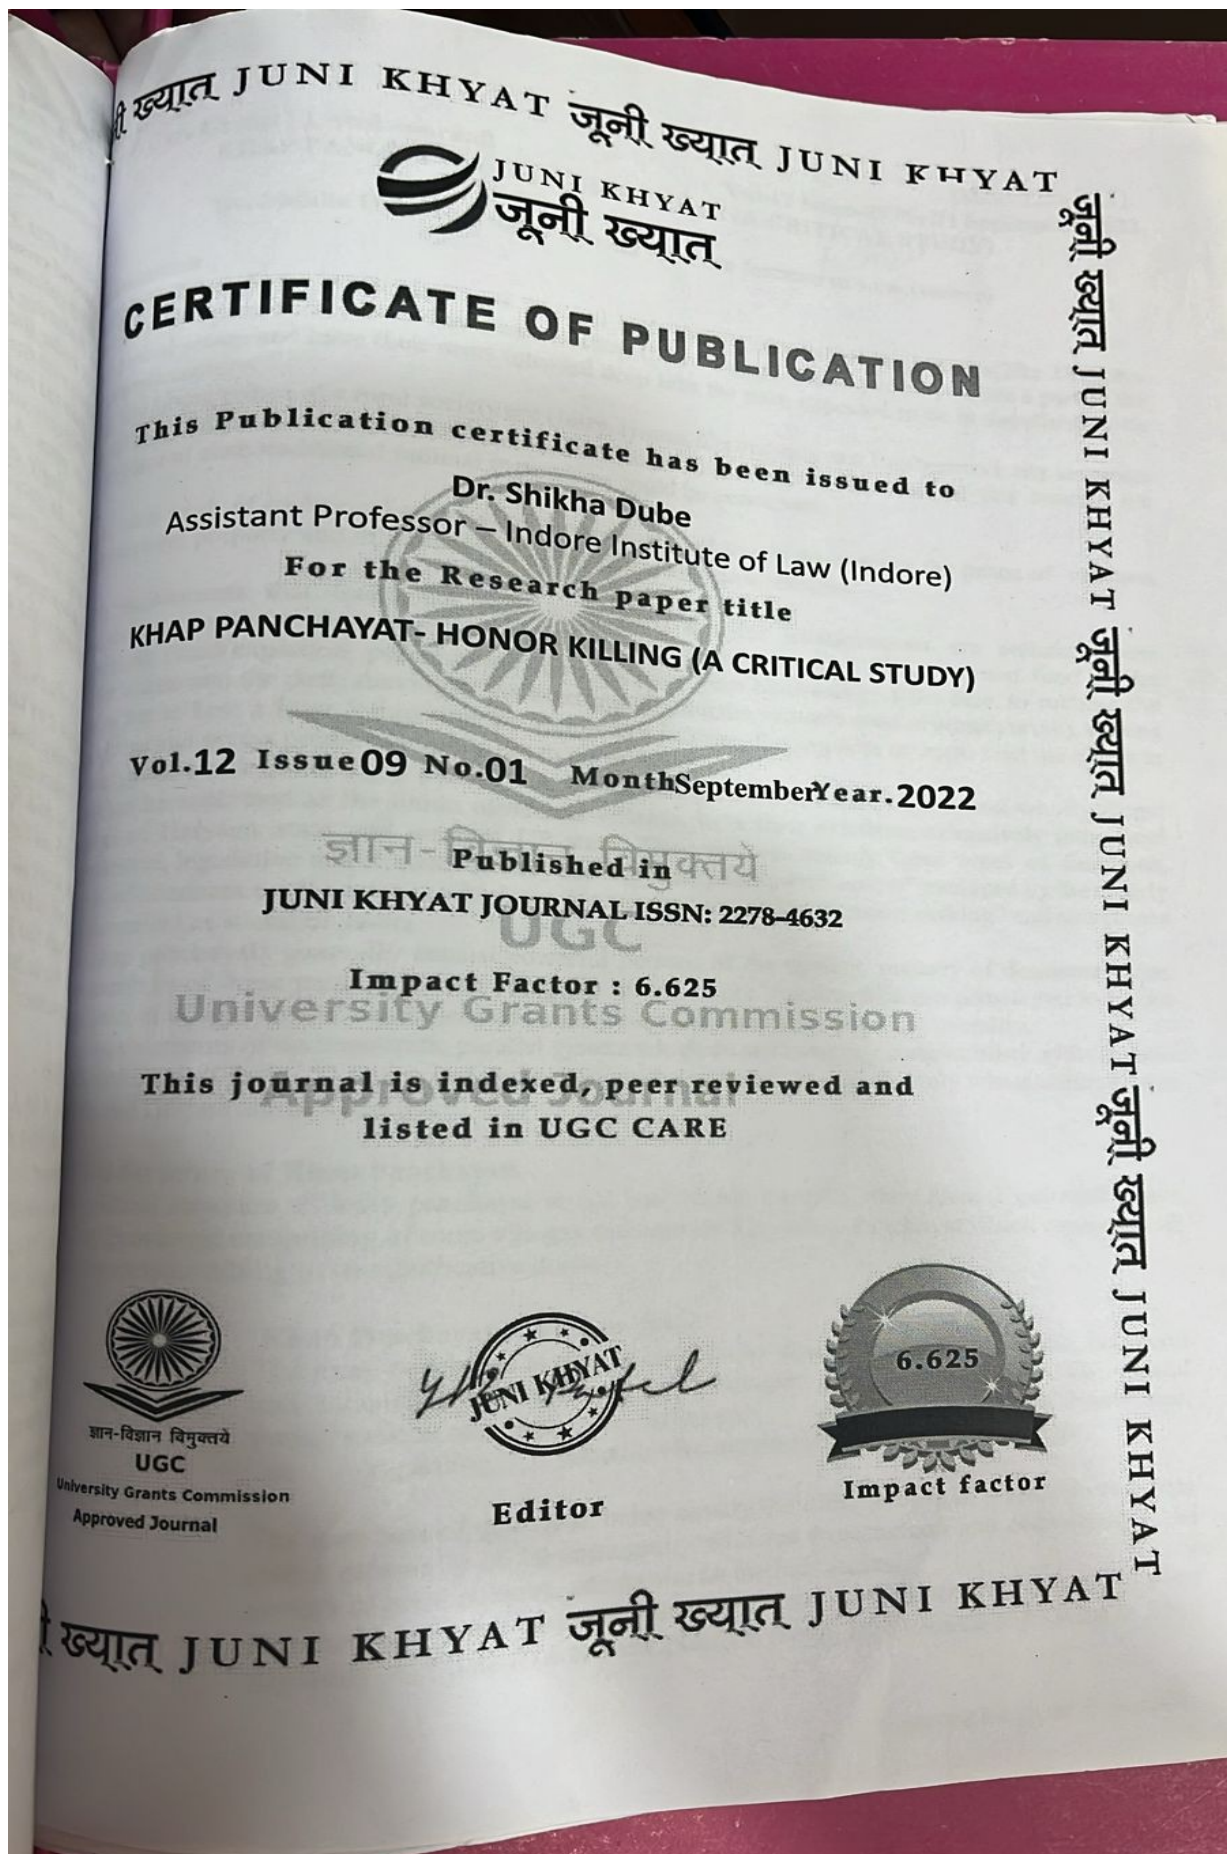 ख्यात् JUNI KHYAT जूनी ख्यात् JUNI KHYAT
JUNI KHYAT
जूनी ख्यात्
CERTIFICATE OF PUBLICATION
This Publication certificate has been issued to
Dr. Shikha Dube
Assistant Professor – Indore Institute of Law (Indore)
For the Research paper title
KHAP PANCHAYAT- HONOR KILLING (A CRITICAL STUDY)
Vol.12 Issue 09 No.01 MonthSeptemberYear.2022
ज्ञान-विज्ञान विमुक्तये
Published in
JUNI KHYAT JOURNAL ISSN: 2278-4632
UGC
Impact Factor : 6.625
University Grants Commission
This journal is indexed, peer reviewed and
Approved Journal
listed in UGC CARE
ज्ञान-विज्ञान विमुक्तये
UGC
University Grants Commission
Approved Journal
JUNI KHYAT
Editor
6.625
Impact factor
जूनी ख्यात् JUNI KHYAT जूनी ख्यात् JUNI KHYAT जूनी ख्यात् JUNI KHYAT
ख्यात् JUNI KHYAT जूनी ख्यात् JUNI KHYAT